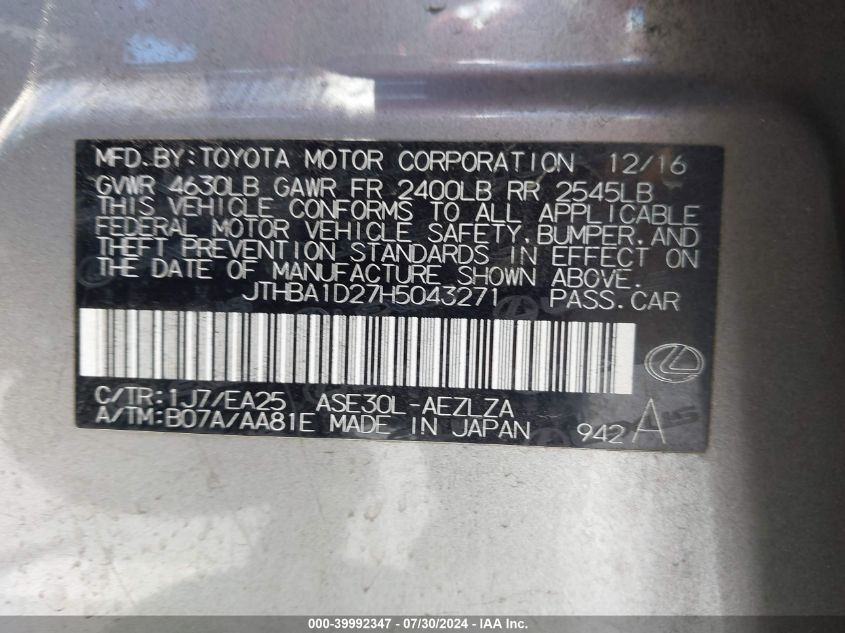 MFD.BY:TOYOTA MOTOR CORPORATION 12/16
GVWR 4630LB GAWR FR 2400LB RR 2545LB
THIS VEHICLE CONFORMS TO ALL APPLICABLE
FEDERAL MOTOR VEHICLE SAFETY,BUMPER,AND
THEFT PREVENTION STANDARDS IN EFFECT ON
THE DATE OF MANUFACTURE SHOWN ABOVE.
JTHBA1D27H5043271 PASS.CAR
C/TR:1J7/EA25 ASE30L-AEZLZA
A/TM:B07A/AA81E MADE IN JAPAN 942 A
000-39992347 - 07/30/2024 - IAA Inc.